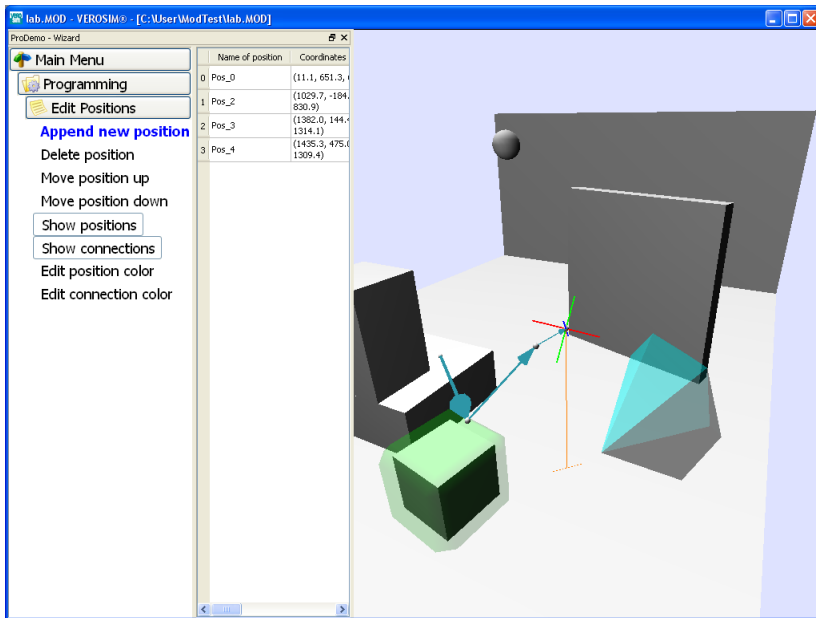 lab.MOD - VEROSIM® - [C:\User\ModTest\lab.MOD]
ProDemo - Wizard
Main Menu
Programming
Edit Positions
Append new position
Delete position
Move position up
Move position down
Show positions
Show connections
Edit position color
Edit connection color
Name of position Coordinates
0 Pos_0 (11.1, 651.3,
1 Pos_2 (1029.7, -184.
830.9)
2 Pos_3 (1382.0, 144.4
1314.1)
3 Pos_4 (1435.3, 475.0
1309.4)